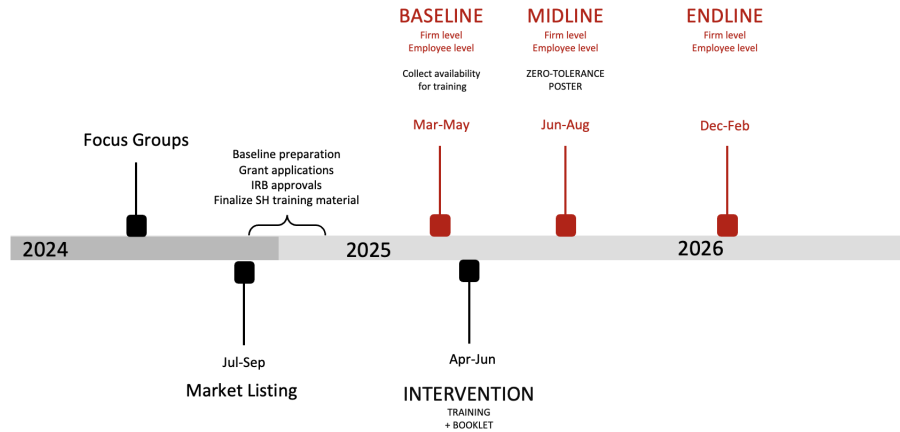 BASELINE
Firm level
Employee level
Collect availability
for training
Mar-May
MIDLINE
Firm level
Employee level
ZERO-TOLERANCE
POSTER
Jun-Aug
ENDLINE
Firm level
Employee level
Dec-Feb
Focus Groups
Baseline preparation
Grant applications
IRB approvals
Finalize SH training material
2024
2025
2026
Jul-Sep
Market Listing
Apr-Jun
INTERVENTION
TRAINING
+ BOOKLET